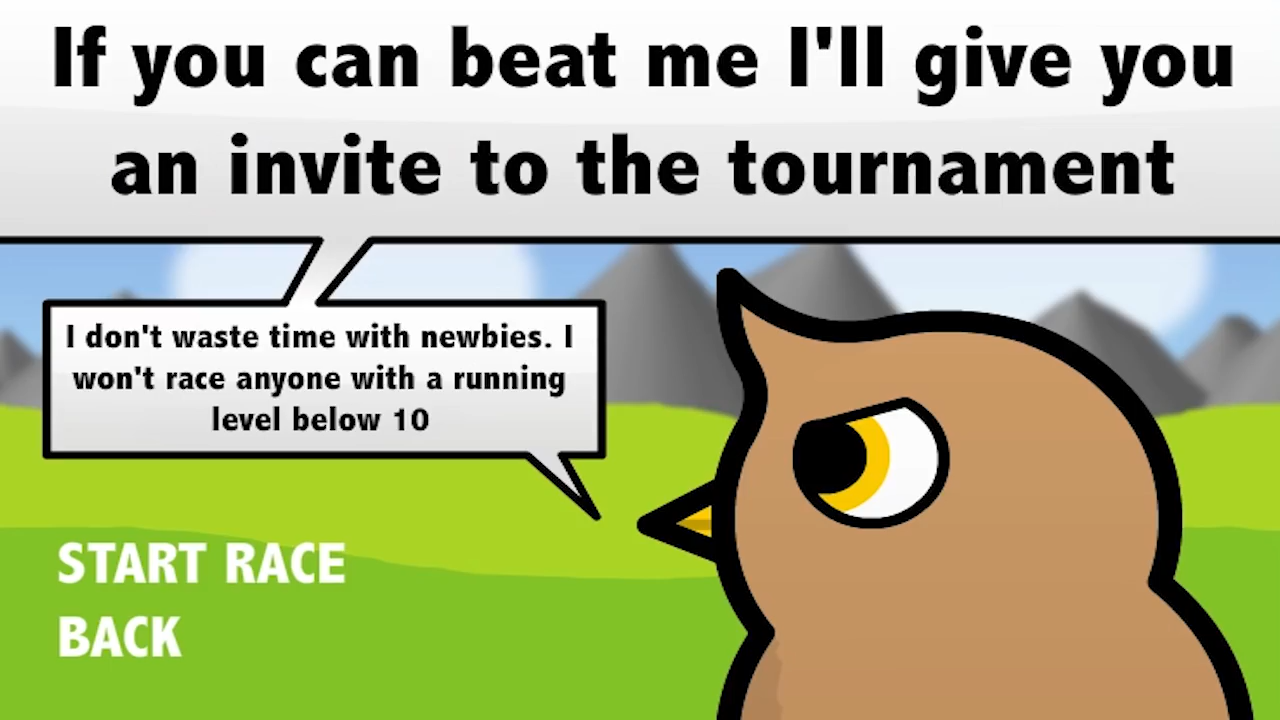 If you can beat me I'll give you
an invite to the tournament
I don't waste time with newbies. I
won't race anyone with a running
level below 10
START RACE
BACK